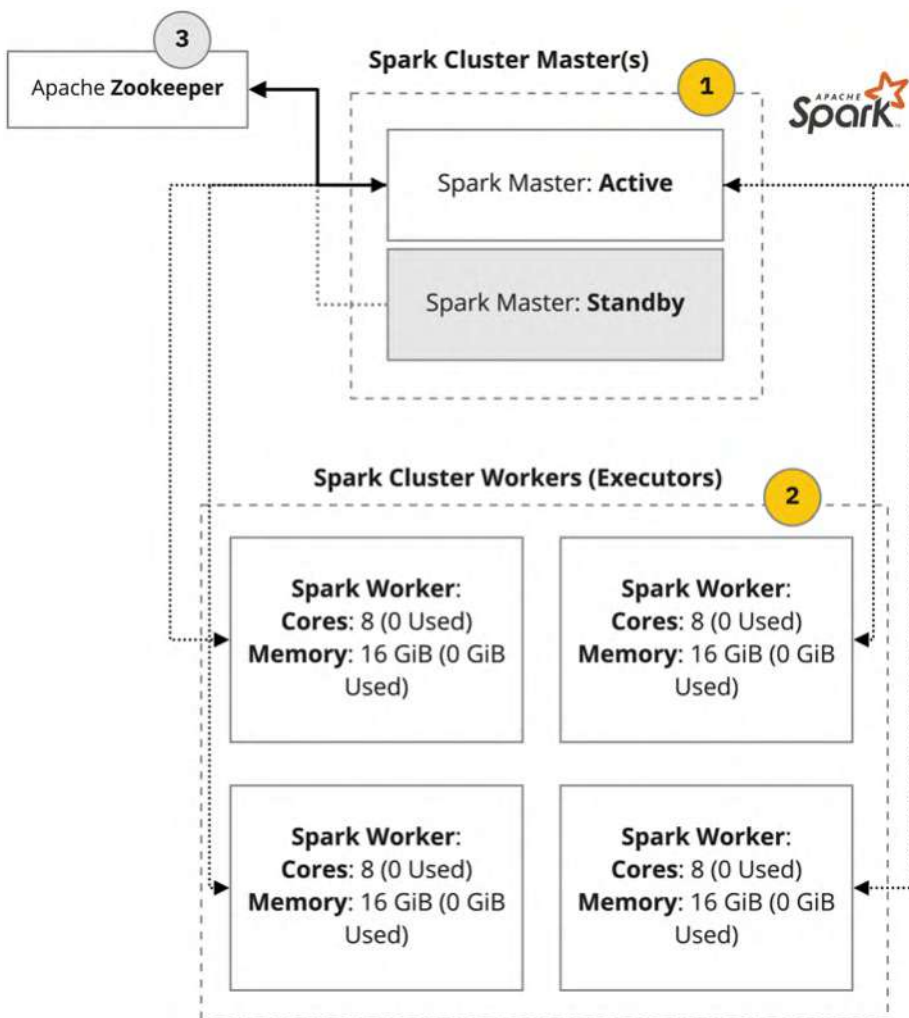 3
Apache Zookeeper
Spark Cluster Master(s)
1
APACHE
Spark™
Spark Master: Active
Spark Master: Standby
Spark Cluster Workers (Executors)
2
Spark Worker:
Cores: 8 (0 Used)
Memory: 16 GiB (0 GiB
Used)
Spark Worker:
Cores: 8 (0 Used)
Memory: 16 GiB (0 GiB
Used)
Spark Worker:
Cores: 8 (0 Used)
Memory: 16 GiB (0 GiB
Used)
Spark Worker:
Cores: 8 (0 Used)
Memory: 16 GiB (0 GiB
Used)